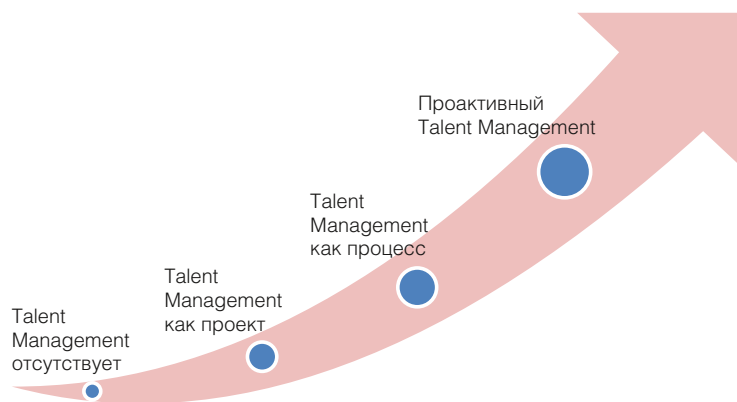 Talent
Management
отсутствует
Talent
Management
как проект
Talent
Management
как процесс
Проактивный
Talent Management